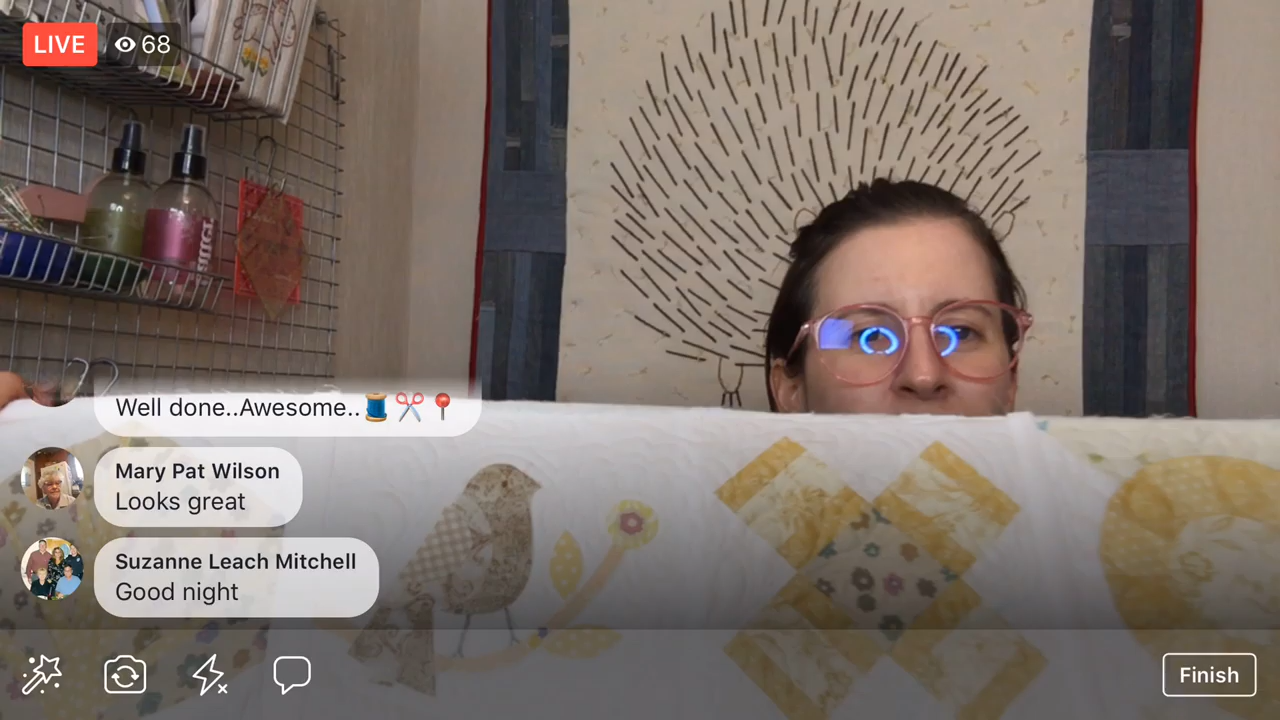 LIVE 68
Well done..Awesome..🧵✂️📍
Mary Pat Wilson
Looks great
Suzanne Leach Mitchell
Good night
Finish